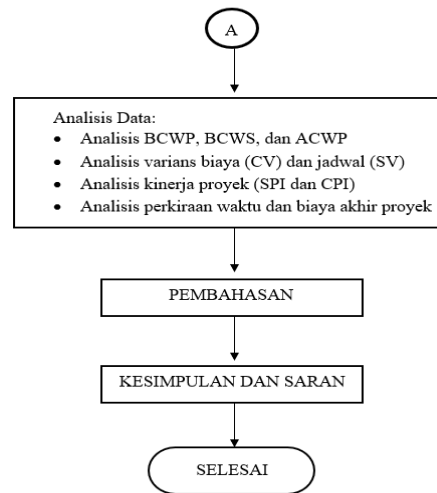 A
Analisis Data:
• Analisis BCWP, BCWS, dan ACWP
• Analisis varians biaya (CV) dan jadwal (SV)
• Analisis kinerja proyek (SPI dan CPI)
• Analisis perkiraan waktu dan biaya akhir proyek
PEMBAHASAN
KESIMPULAN DAN SARAN
SELESAI